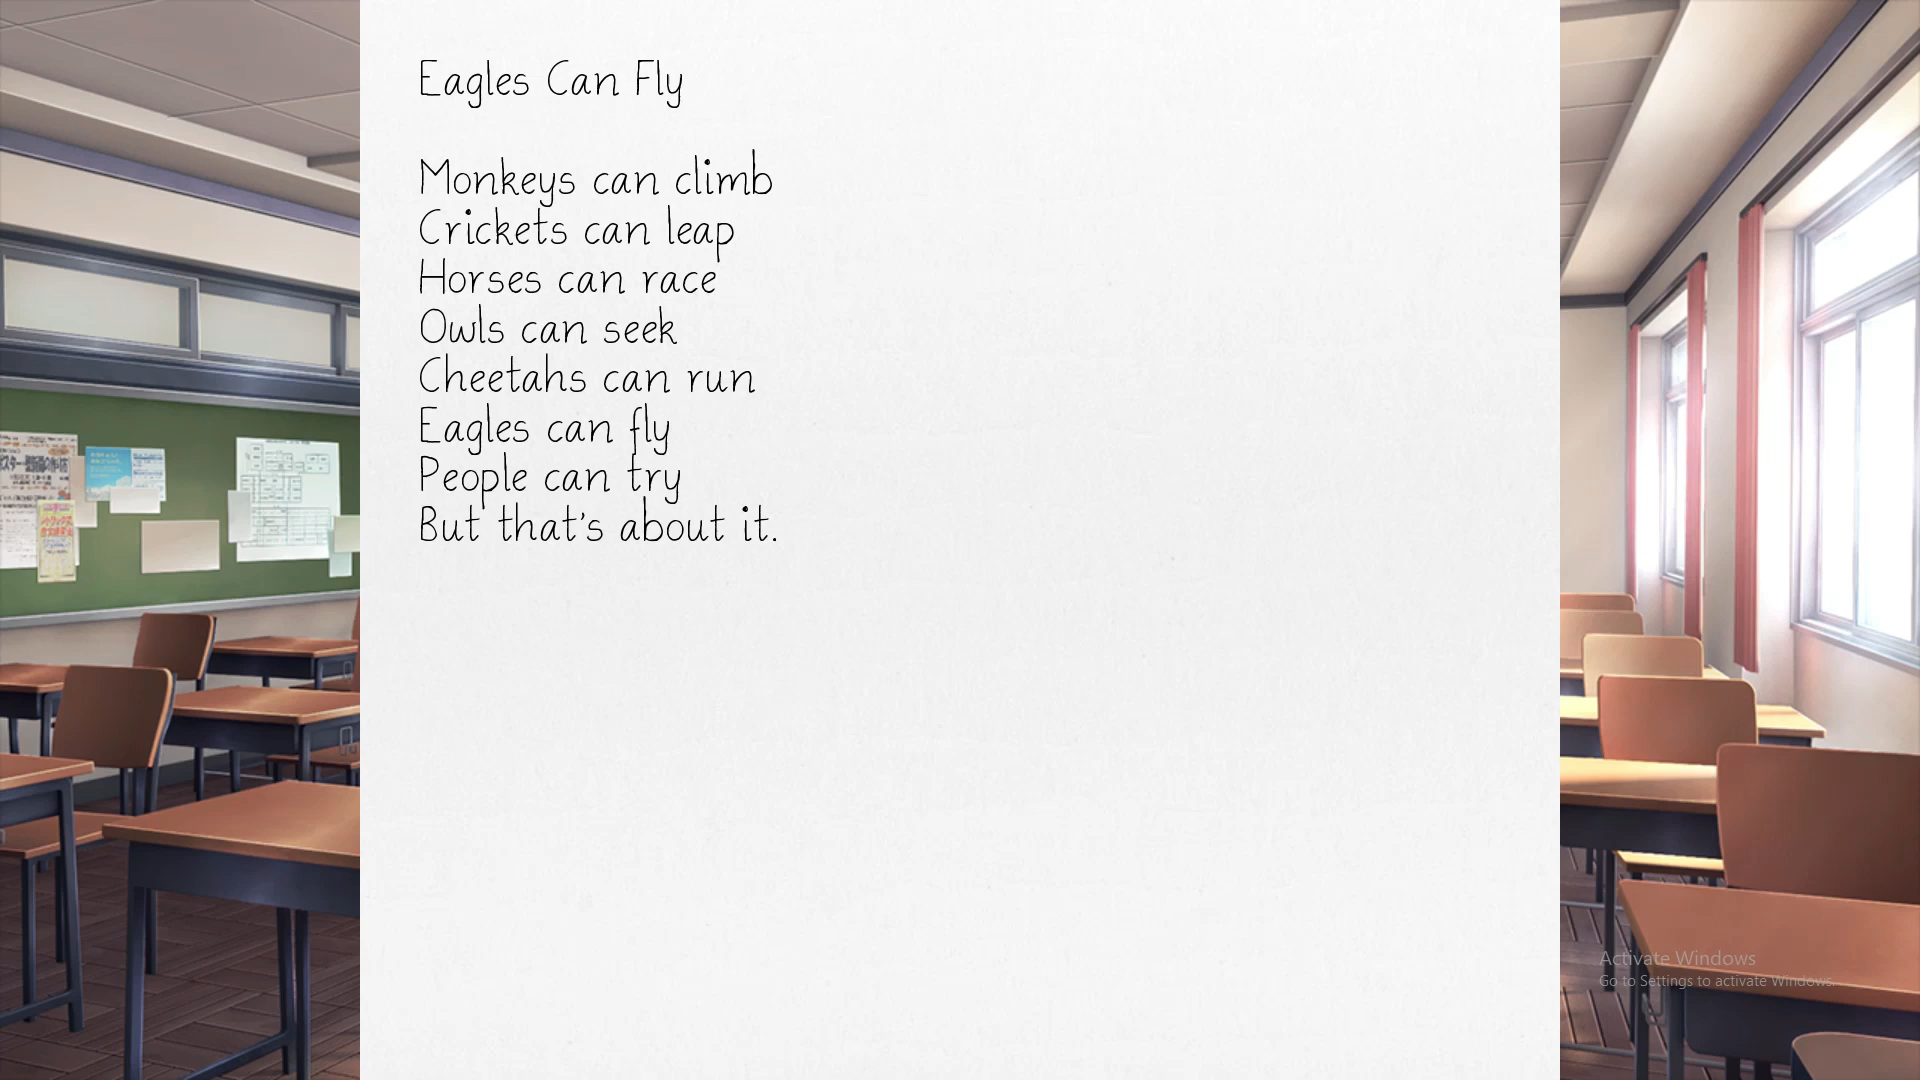 Eagles Can Fly
Monkeys can climb
Crickets can leap
Horses can race
Owls can seek
Cheetahs can run
Eagles can fly
People can try
But that's about it.
Activate Windows
Go to Settings to activate Windows.